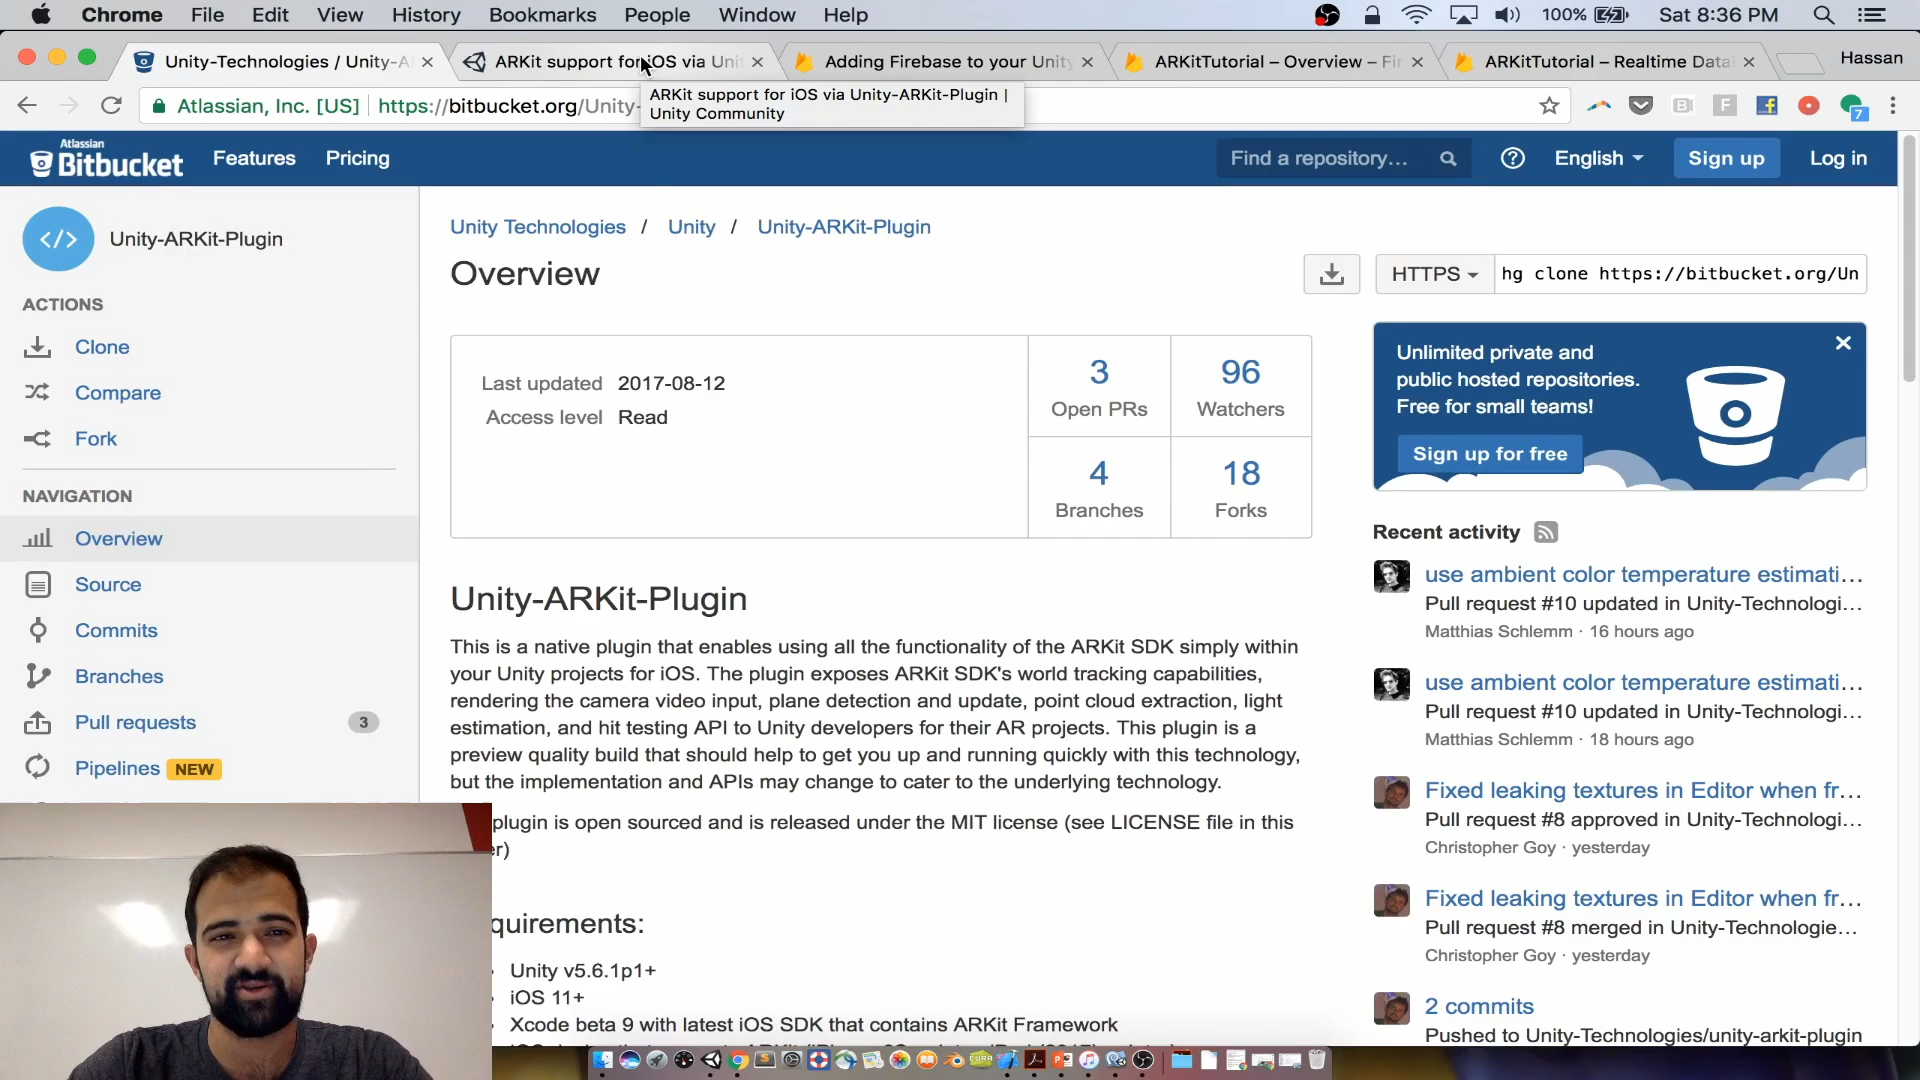 Chrome File Edit View History Bookmarks People Window Help 100% Sat 8:36 PM
Unity-Technologies / Unity-A ARKit support for iOS via Unit Adding Firebase to your Unity ARKitTutorial – Overview – Fi ARKitTutorial – Realtime Data Hassan
Atlassian, Inc. [US] https://bitbucket.org/Unity-
ARKit support for iOS via Unity-ARKit-Plugin |
Unity Community
7
Atlassian
Bitbucket Features Pricing Find a repository... English Sign up Log in
</> Unity-ARKit-Plugin
ACTIONS
Clone
Compare
Fork
NAVIGATION
Overview
Source
Commits
Branches
Pull requests 3
Pipelines NEW
Unity Technologies / Unity / Unity-ARKit-Plugin
Overview
HTTPS hg clone https://bitbucket.org/Un
Last updated 2017-08-12
Access level Read
3
Open PRs
96
Watchers
4
Branches
18
Forks
Unity-ARKit-Plugin
This is a native plugin that enables using all the functionality of the ARKit SDK simply within
your Unity projects for iOS. The plugin exposes ARKit SDK's world tracking capabilities,
rendering the camera video input, plane detection and update, point cloud extraction, light
estimation, and hit testing API to Unity developers for their AR projects. This plugin is a
preview quality build that should help to get you up and running quickly with this technology,
but the implementation and APIs may change to cater to the underlying technology.
plugin is open sourced and is released under the MIT license (see LICENSE file in this
er)
quirements:
Unity v5.6.1p1+
iOS 11+
Xcode beta 9 with latest iOS SDK that contains ARKit Framework
Unlimited private and
public hosted repositories.
Free for small teams!
Sign up for free
Recent activity
use ambient color temperature estimati...
Pull request #10 updated in Unity-Technologi...
Matthias Schlemm · 16 hours ago
use ambient color temperature estimati...
Pull request #10 updated in Unity-Technologi...
Matthias Schlemm · 18 hours ago
Fixed leaking textures in Editor when fr...
Pull request #8 approved in Unity-Technologi...
Christopher Goy · yesterday
Fixed leaking textures in Editor when fr...
Pull request #8 merged in Unity-Technologie...
Christopher Goy · yesterday
2 commits
Pushed to Unity-Technologies/unity-arkit-plugin